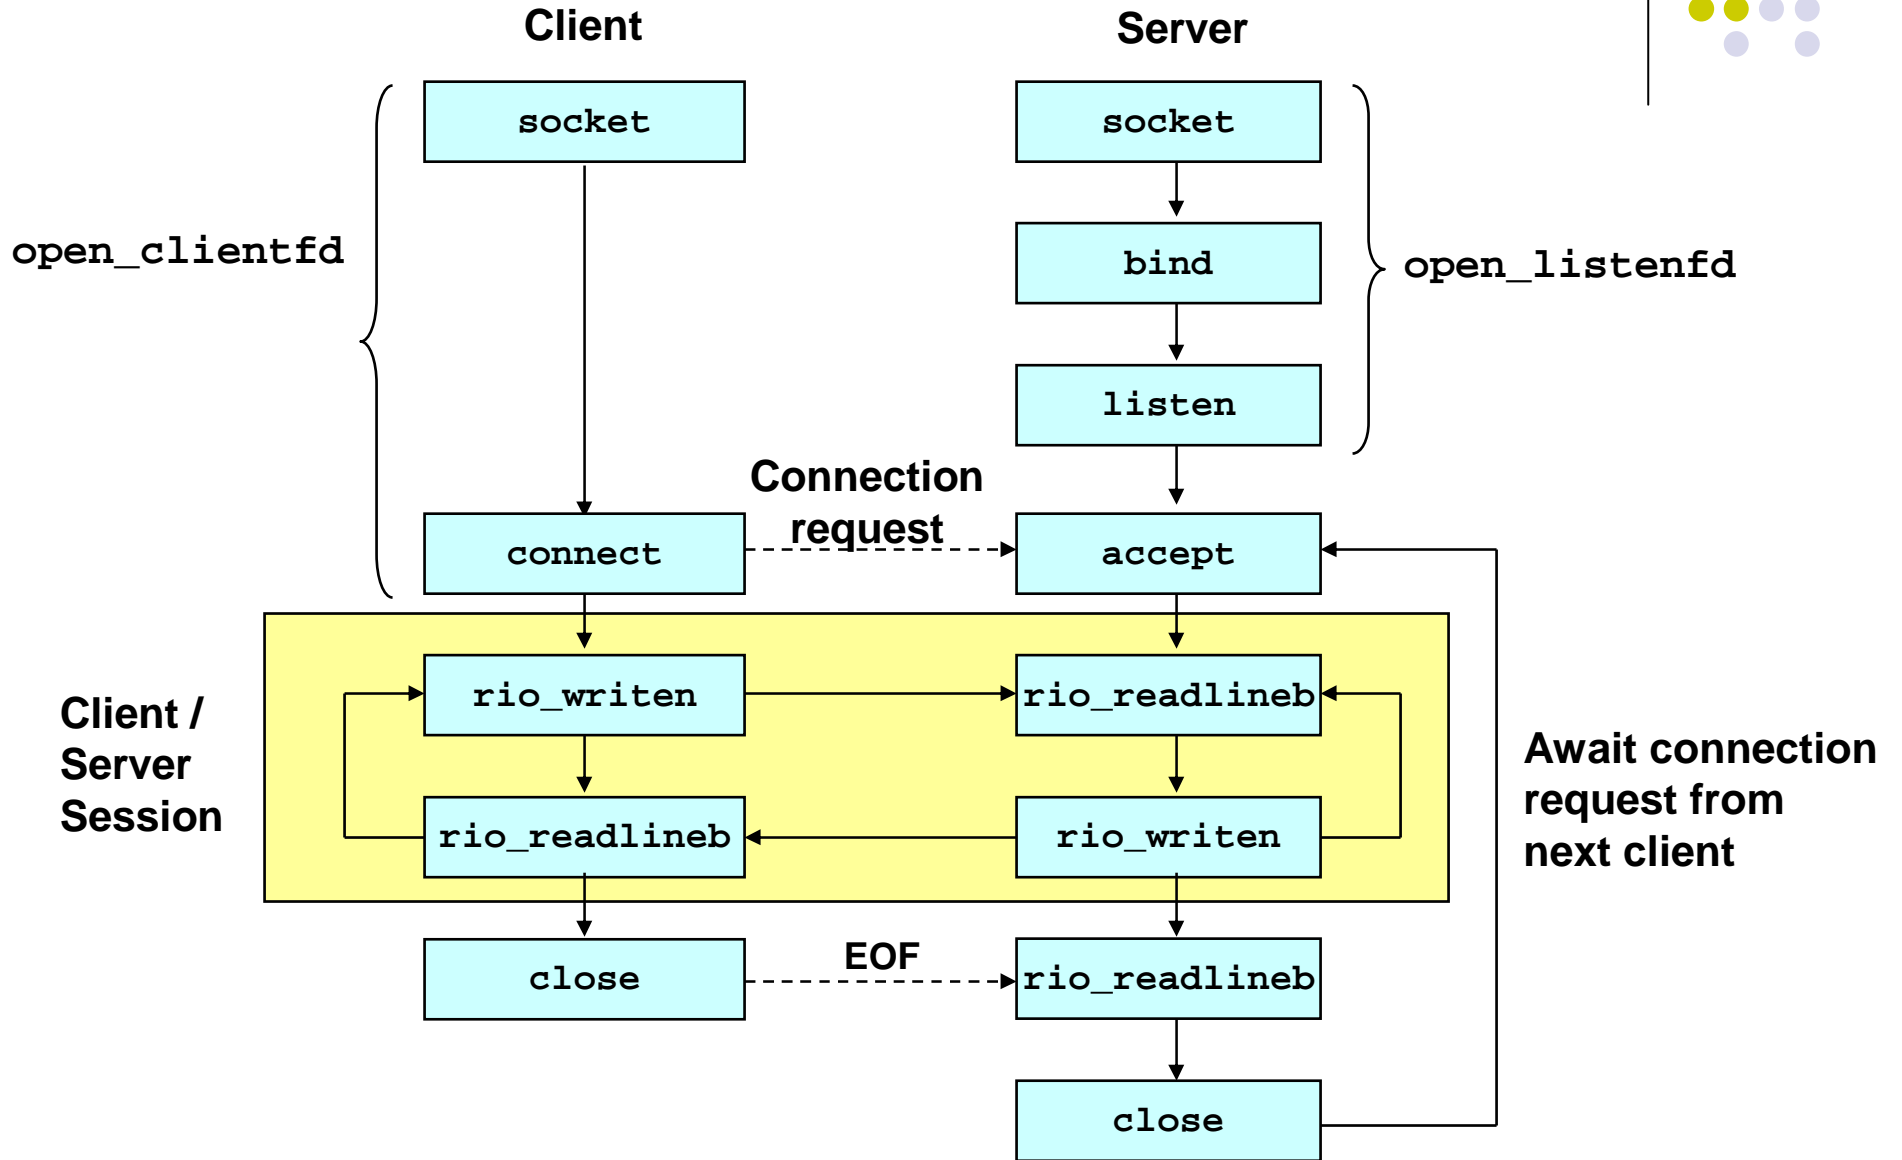 Client
Server
socket
socket
open_clientfd
bind
open_listenfd
listen
Connection
request
connect
accept
rio_writen
rio_readlineb
Client /
Server
Session
Await connection
request from
next client
rio_readlineb
rio_writen
close
EOF
rio_readlineb
close